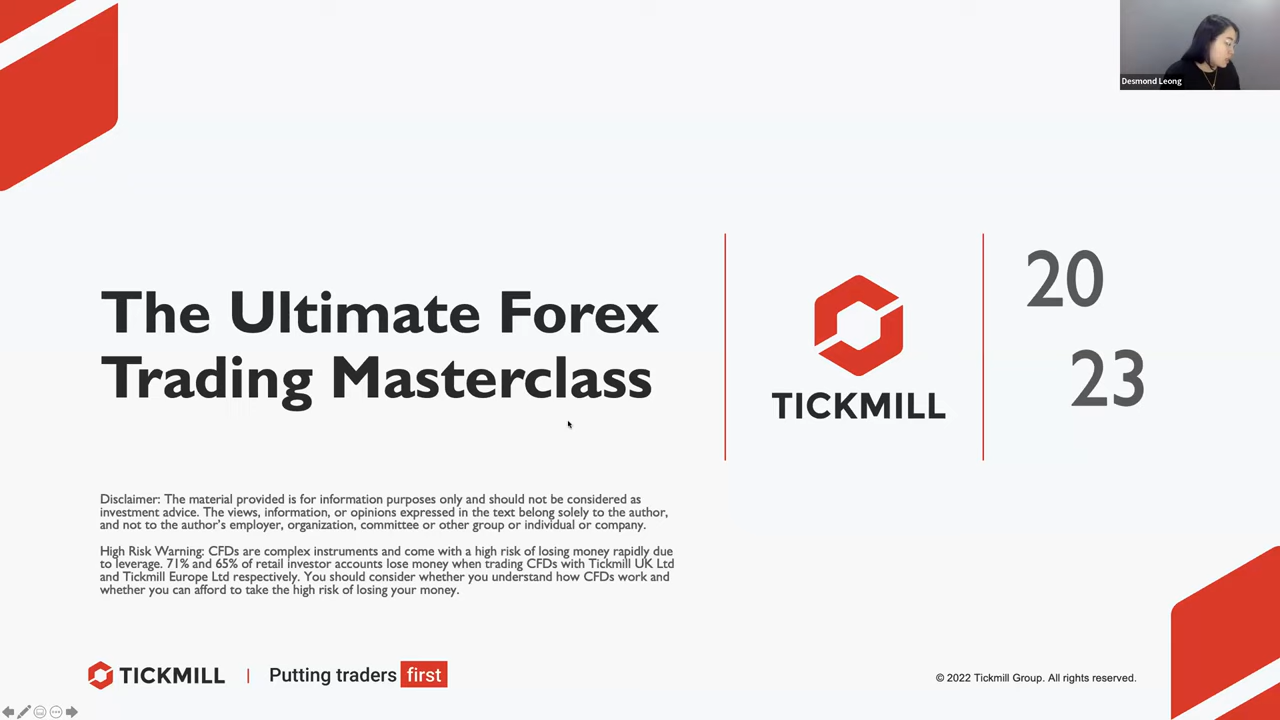 Desmond Leong
The Ultimate Forex
Trading Masterclass
TICKMILL
20
23
Disclaimer: The material provided is for information purposes only and should not be considered as
investment advice. The views, information, or opinions expressed in the text belong solely to the author,
and not to the author's employer, organization, committee or other group or individual or company.
High Risk Warning: CFDs are complex instruments and come with a high risk of losing money rapidly due
to leverage. 71% and 65% of retail investor accounts lose money when trading CFDs with Tickmill UK Ltd
and Tickmill Europe Ltd respectively. You should consider whether you understand how CFDs work and
whether you can afford to take the high risk of losing your money.
TICKMILL | Putting traders first
© 2022 Tickmill Group. All rights reserved.